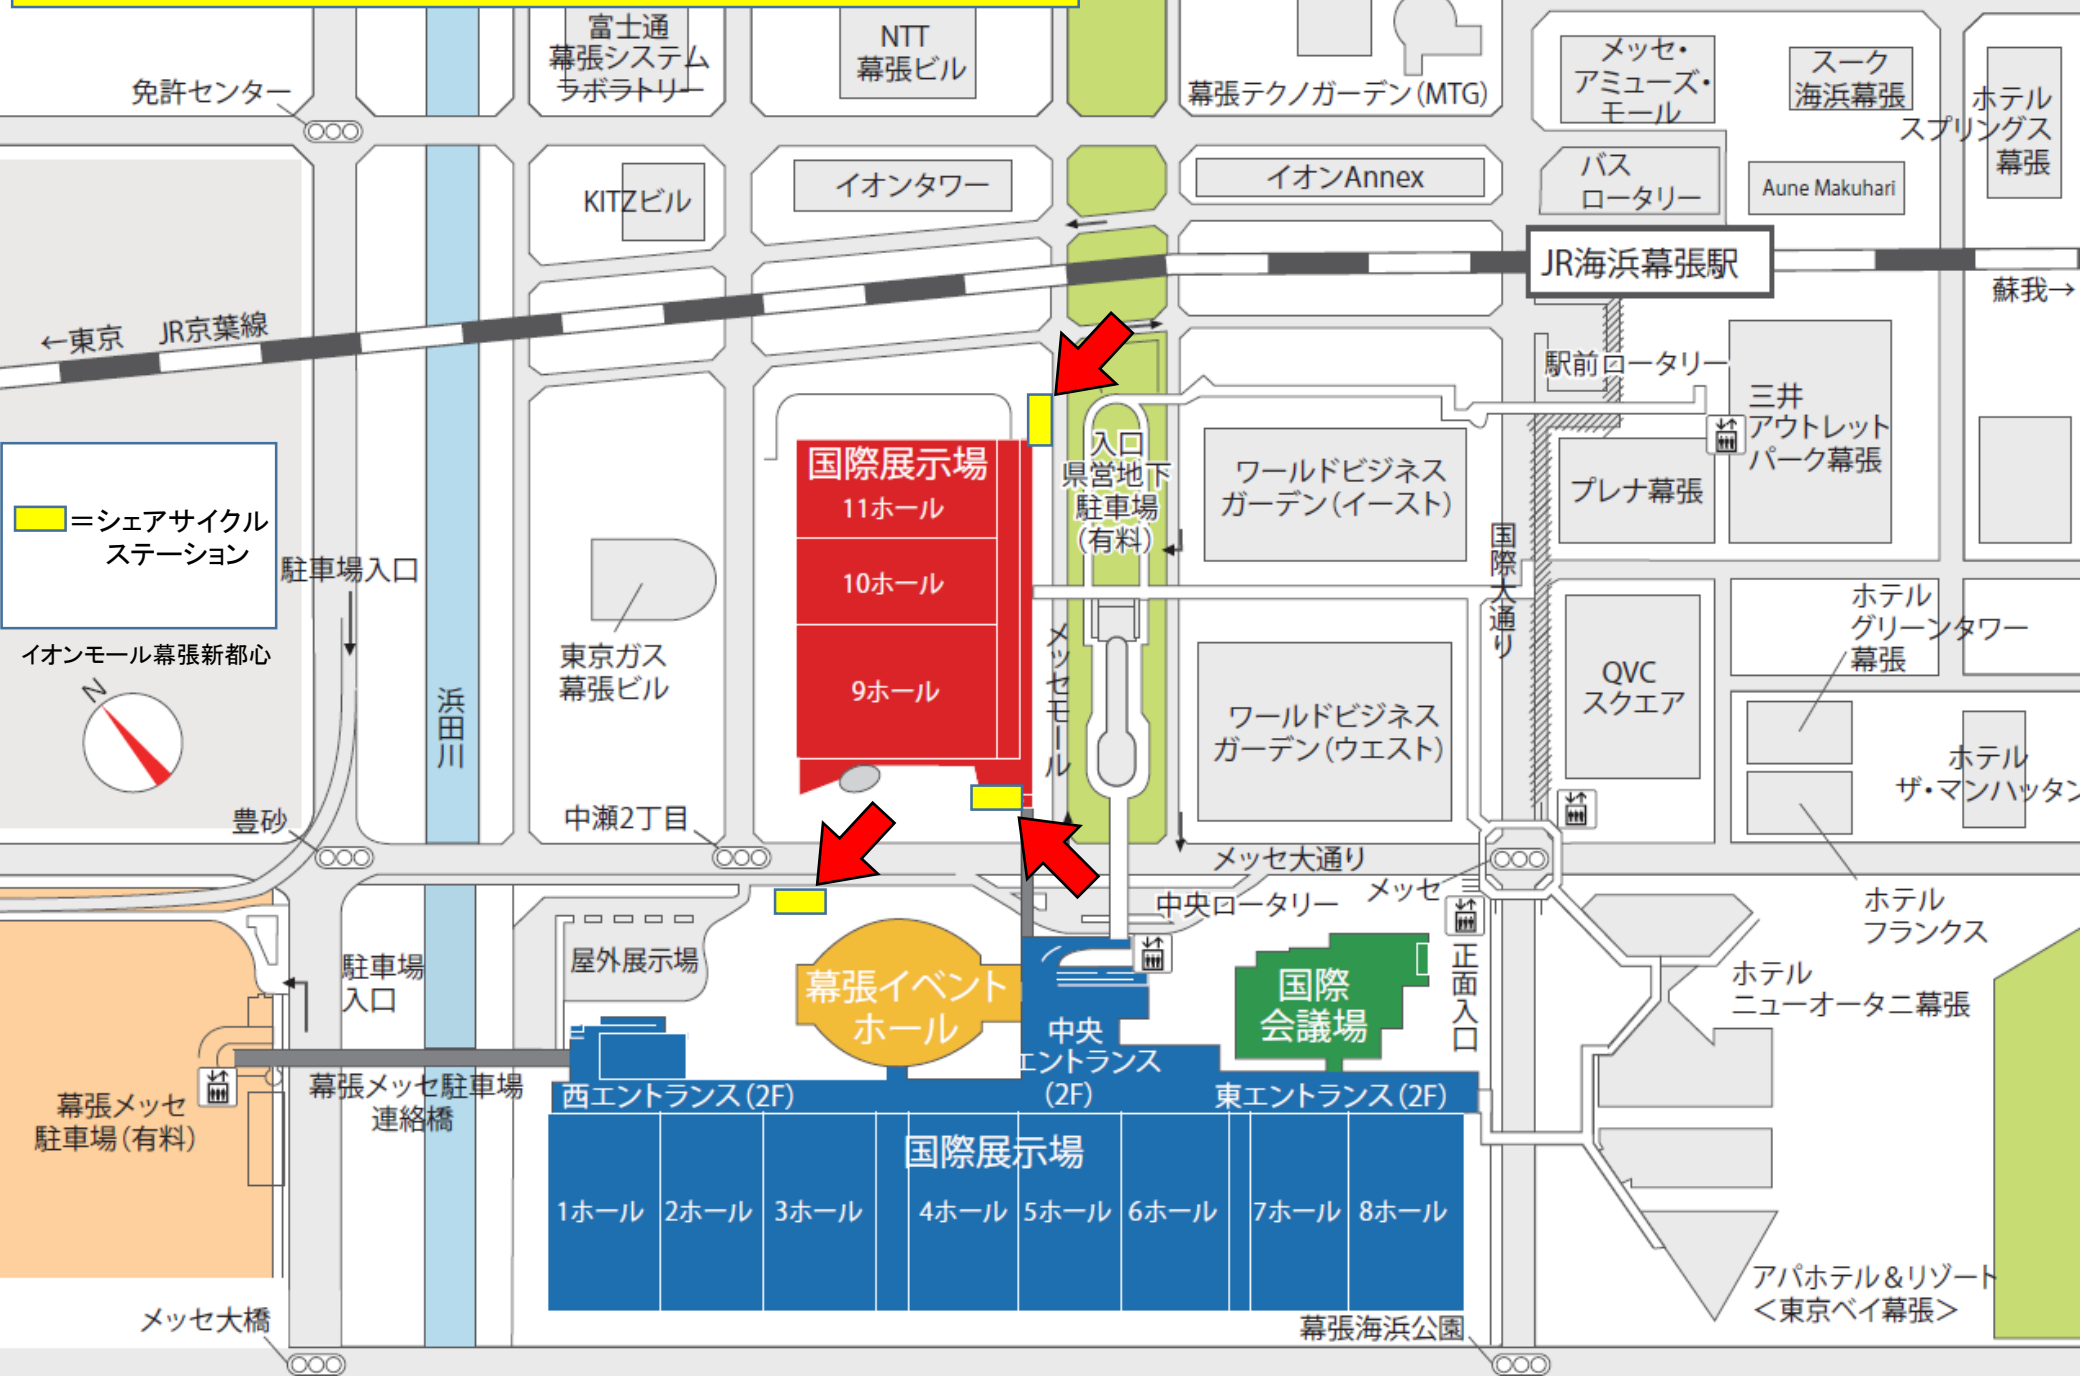 富士通
幕張システム
ラボラトリー
NTT
幕張ビル
幕張テクノガーデン(MTG)
メッセ・
アミューズ・
モール
スーク
海浜幕張
ホテル
スプリングス
幕張
免許センター
KITZビル
イオンタワー
イオンAnnex
バス
ロータリー
Aune Makuhari
JR海浜幕張駅
蘇我→
←東京
JR京葉線
駅前ロータリー
三井
アウトレット
パーク幕張
入口
県営地下
駐車場
(有料)
ワールドビジネス
ガーデン(イースト)
プレナ幕張
国際展示場
11ホール
10ホール
9ホール
=シェアサイクル
ステーション
駐車場入口
イオンモール幕張新都心
N
東京ガス
幕張ビル
浜田川
メッセモール
国際大通り
ワールドビジネス
ガーデン(ウエスト)
QVC
スクエア
ホテル
グリーンタワー
幕張
ホテル
ザ・マンハッタン
豊砂
中瀬2丁目
メッセ大通り
メッセ
中央ロータリー
ホテル
フランクス
屋外展示場
幕張イベント
ホール
中央
エントランス
(2F)
国際
会議場
正面入口
ホテル
ニューオータニ幕張
駐車場
入口
幕張メッセ駐車場
連絡橋
幕張メッセ
駐車場(有料)
西エントランス(2F)
東エントランス(2F)
国際展示場
1ホール
2ホール
3ホール
4ホール
5ホール
6ホール
7ホール
8ホール
アパホテル&リゾート
<東京ベイ幕張>
メッセ大橋
幕張海浜公園